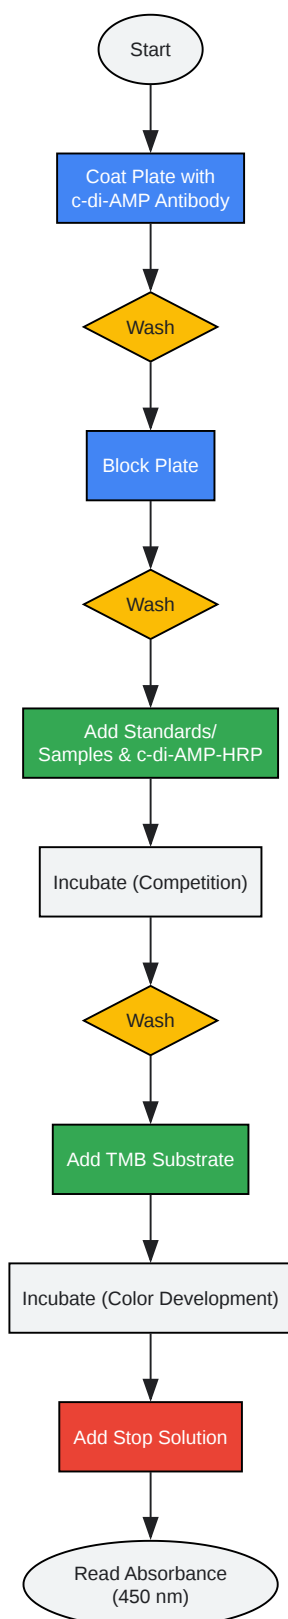 Start
Coat Plate with
c-di-AMP Antibody
Wash
Block Plate
Wash
Add Standards/
Samples & c-di-AMP-HRP
Incubate (Competition)
Wash
Add TMB Substrate
Incubate (Color Development)
Add Stop Solution
Read Absorbance
(450 nm)